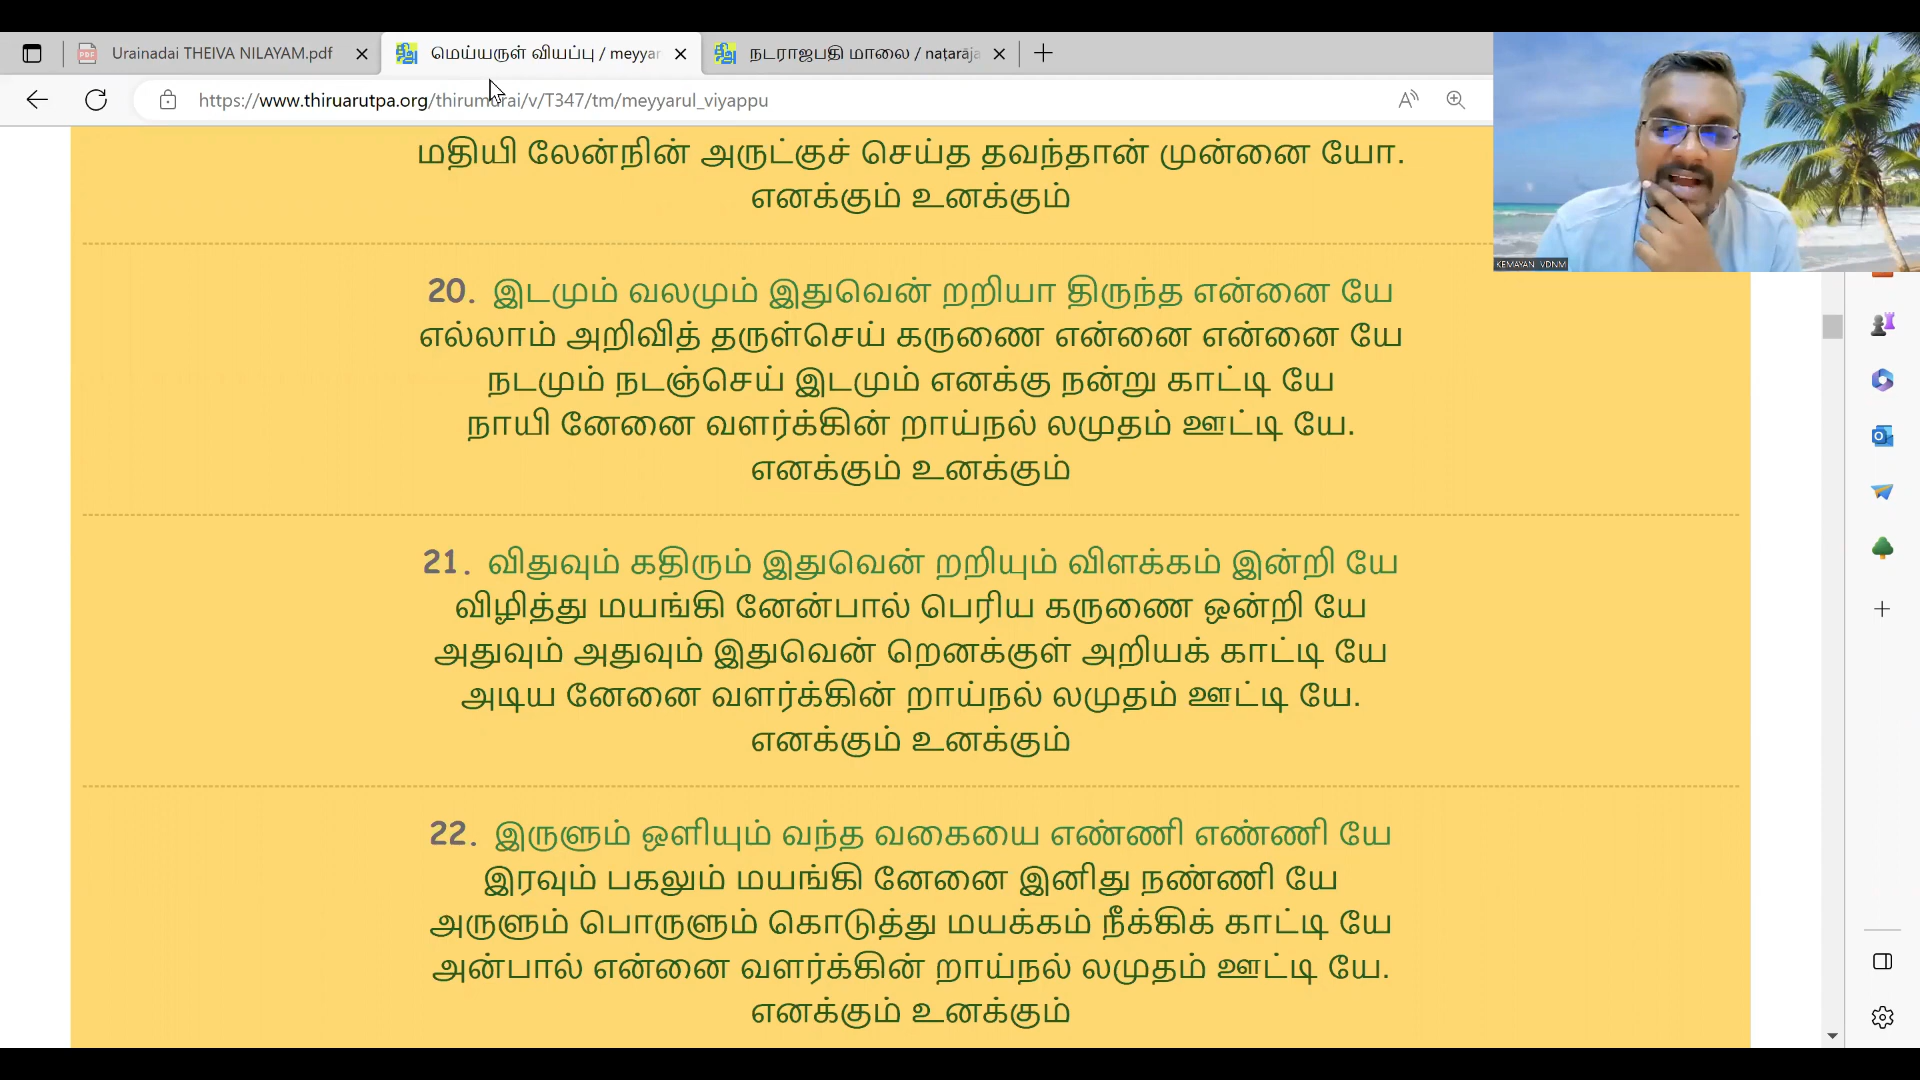 Urainadai THEIVA NILAYAM.pdf
மெய்யருள் வியப்பு / meyyar
நடராஜபதி மாலை / naṭarāja
https://www.thiruarutpa.org/thirumurai/v/T347/tm/meyyarul_viyappu
KEMAYAN VDNM
மதியி லேன்நின் அருட்குச் செய்த தவந்தான் முன்னை யோ.
எனக்கும் உனக்கும்
20. இடமும் வலமும் இதுவென் றறியா திருந்த என்னை யே
எல்லாம் அறிவித் தருள்செய் கருணை என்னை என்னை யே
நடமும் நடஞ்செய் இடமும் எனக்கு நன்று காட்டி யே
நாயி னேனை வளர்க்கின் றாய்நல் லமுதம் ஊட்டி யே.
எனக்கும் உனக்கும்
21. விதுவும் கதிரும் இதுவென் றறியும் விளக்கம் இன்றி யே
விழித்து மயங்கி னேன்பால் பெரிய கருணை ஒன்றி யே
அதுவும் அதுவும் இதுவென் றெனக்குள் அறியக் காட்டி யே
அடிய னேனை வளர்க்கின் றாய்நல் லமுதம் ஊட்டி யே.
எனக்கும் உனக்கும்
22. இருளும் ஒளியும் வந்த வகையை எண்ணி எண்ணி யே
இரவும் பகலும் மயங்கி னேனை இனிது நண்ணி யே
அருளும் பொருளும் கொடுத்து மயக்கம் நீக்கிக் காட்டி யே
அன்பால் என்னை வளர்க்கின் றாய்நல் லமுதம் ஊட்டி யே.
எனக்கும் உனக்கும்